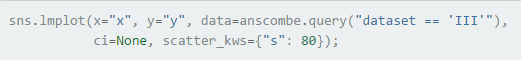 sns.lmplot(x="x", y="y", data=anscombe.query("dataset == 'III'"),
           ci=None, scatter_kws={"s": 80});